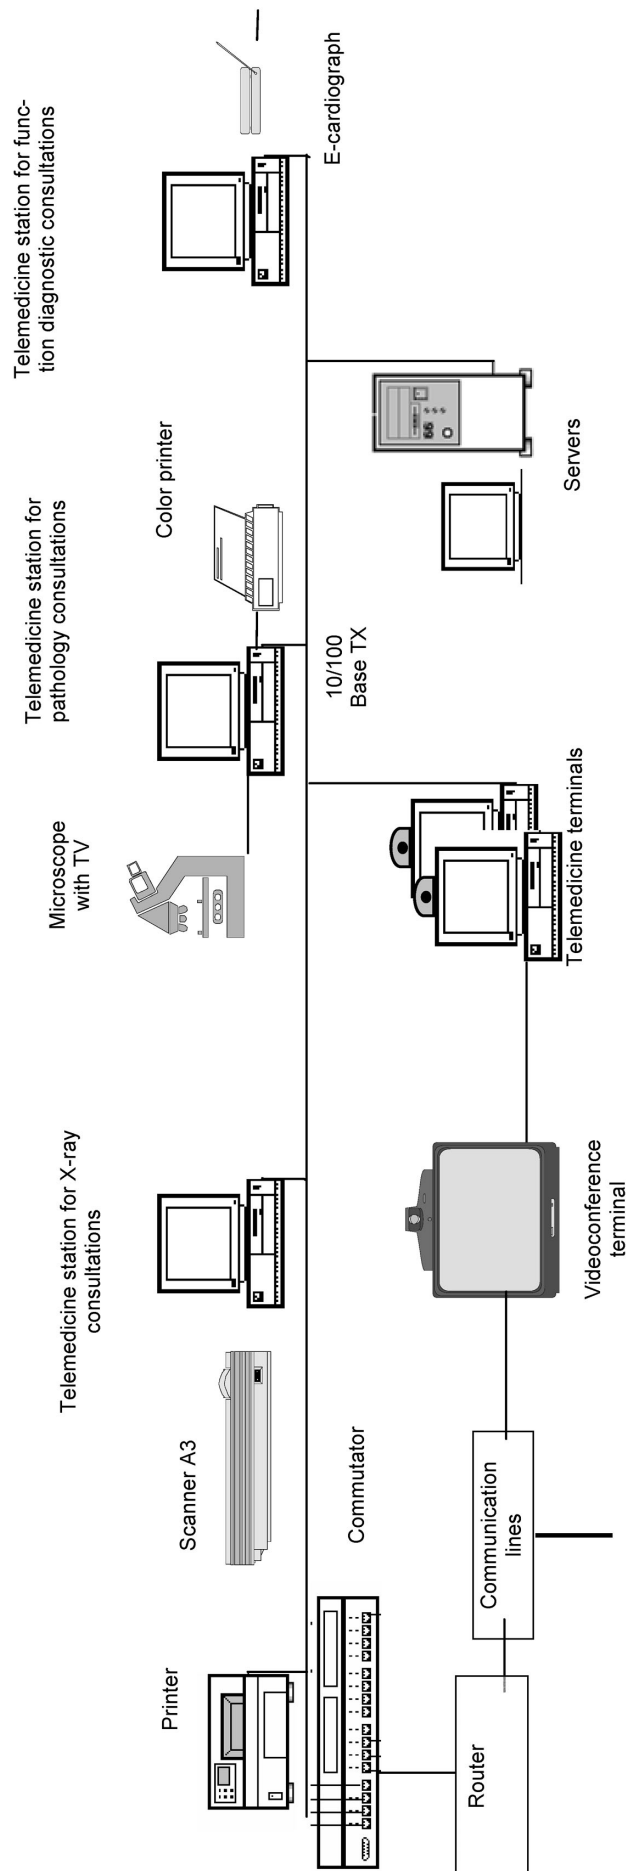 Printer
Scanner A3
Telemedicine station for X-ray
consultations
Microscope
with TV
Telemedicine station for
pathology consultations
Color printer
Telemedicine station for func-
tion diagnostic consultations
E-cardiograph
Commutator
10/100
Base TX
Router
Communication
lines
Videoconference
terminal
Telemedicine terminals
Servers